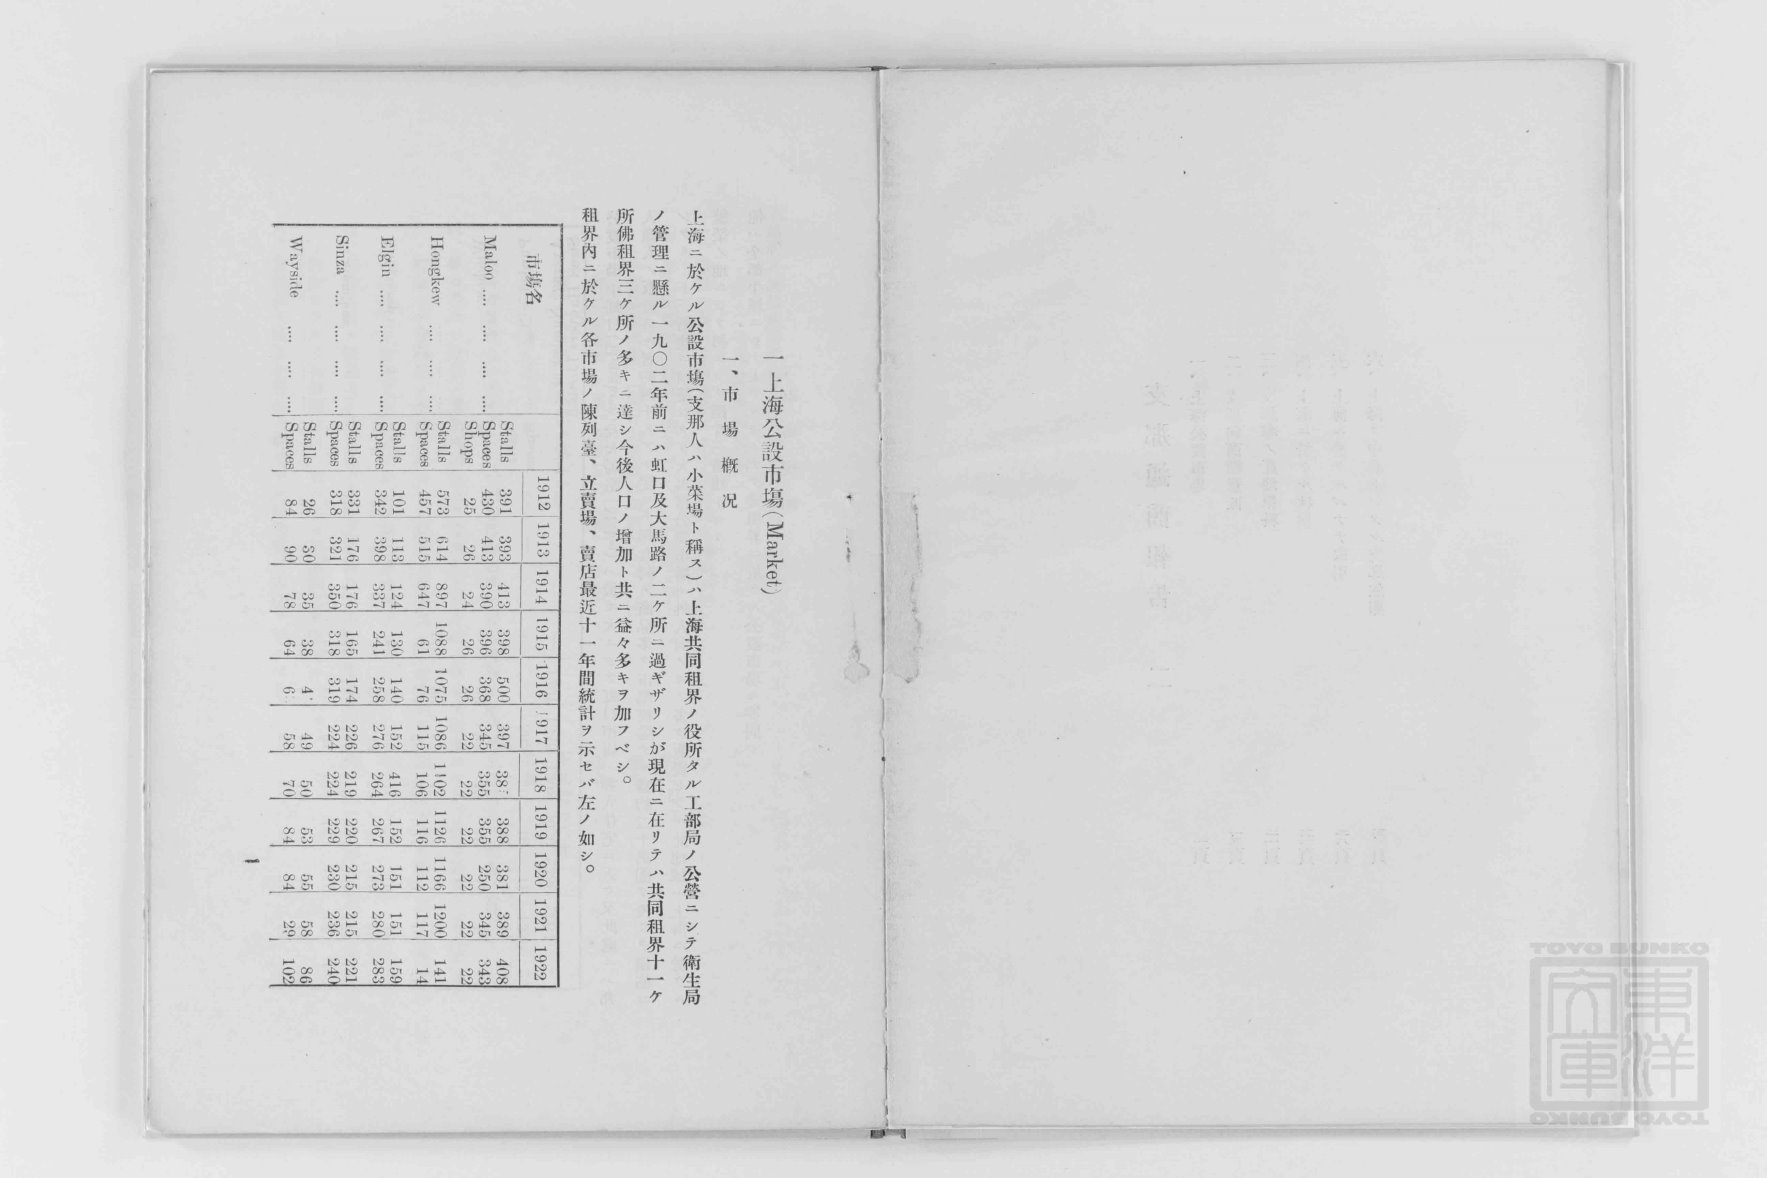 一 上海公設市塲(Market)
一、市場概况
上海ニ於ケル公設市塲(支那人ハ小菜場ト稱ス)ハ上海共同租界ノ役所タル工部局ノ公營ニシテ衛生局
ノ管理ニ懸ル一九〇二年前ニハ虹口及大馬路ノ二ケ所ニ過ギザリシが現在ニ在リテハ共同租界十一ケ
所佛租界三ケ所ノ多キニ達シ今後人口ノ增加ト共ニ益々多キヲ加フベシ。
租界內ニ於ケル各市場ノ陳列臺、立賣場、賣店最近十一年間統計ヲ示セバ左ノ如シ。
市塲名 1912 1913 1914 1915 1916 1917 1918 1919 1920 1921 1922
Maloo .... .... .... .... Stalls 391 393 413 398 500 397 388 381 389 408
Spaces 430 413 390 396 368 345 355 355 250 345 343
Shops 25 26 24 26 26 22 22 22 22 22 22
Hongkew .... .... .... Stalls 573 614 897 1088 1075 1086 1102 1126 1166 1200 141
Spaces 457 515 647 61 76 115 106 116 112 117 14
Elgin .... .... .... .... Stalls 101 113 124 130 140 152 416 152 151 151 159
Spaces 342 398 337 241 258 276 264 267 273 280 283
Sinza .... .... .... .... Stalls 331 176 176 165 174 226 219 220 215 215 221
Spaces 318 321 350 318 319 224 224 229 230 236 240
Wayside .... .... .... Stalls 26 30 35 38 49 50 53 55 58 86
Spaces 84 90 78 64 58 70 84 84 29 102
一
TOYO BUNKO
東洋文庫
TOYO BUNKO